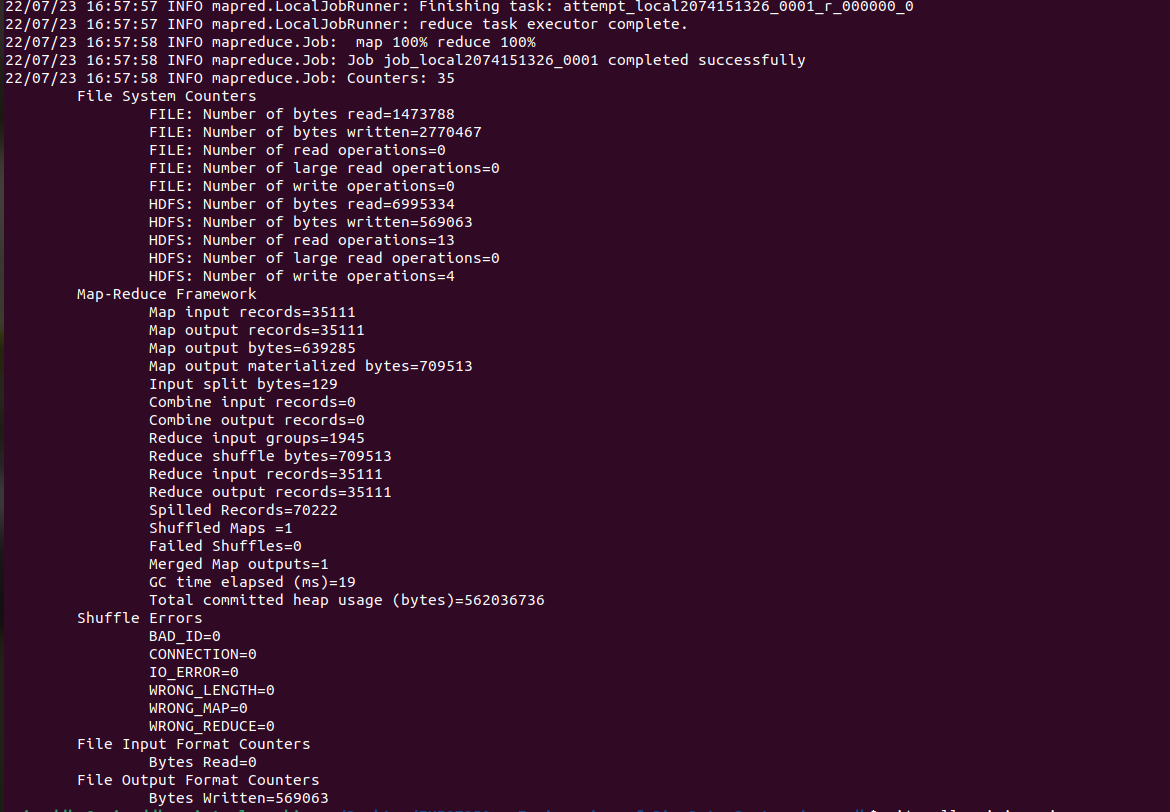 22/07/23 16:57:57 INFO mapred.LocalJobRunner: Finishing task: attempt_local2074151326_0001_r_000000_0
22/07/23 16:57:57 INFO mapred.LocalJobRunner: reduce task executor complete.
22/07/23 16:57:58 INFO mapreduce.Job:  map 100% reduce 100%
22/07/23 16:57:58 INFO mapreduce.Job: Job job_local2074151326_0001 completed successfully
22/07/23 16:57:58 INFO mapreduce.Job: Counters: 35
File System Counters
FILE: Number of bytes read=1473788
FILE: Number of bytes written=2770467
FILE: Number of read operations=0
FILE: Number of large read operations=0
FILE: Number of write operations=0
HDFS: Number of bytes read=6995334
HDFS: Number of bytes written=569063
HDFS: Number of read operations=13
HDFS: Number of large read operations=0
HDFS: Number of write operations=4
Map-Reduce Framework
Map input records=35111
Map output records=35111
Map output bytes=639285
Map output materialized bytes=709513
Input split bytes=129
Combine input records=0
Combine output records=0
Reduce input groups=1945
Reduce shuffle bytes=709513
Reduce input records=35111
Reduce output records=35111
Spilled Records=70222
Shuffled Maps =1
Failed Shuffles=0
Merged Map outputs=1
GC time elapsed (ms)=19
Total committed heap usage (bytes)=562036736
Shuffle Errors
BAD_ID=0
CONNECTION=0
IO_ERROR=0
WRONG_LENGTH=0
WRONG_MAP=0
WRONG_REDUCE=0
File Input Format Counters
Bytes Read=0
File Output Format Counters
Bytes Written=569063